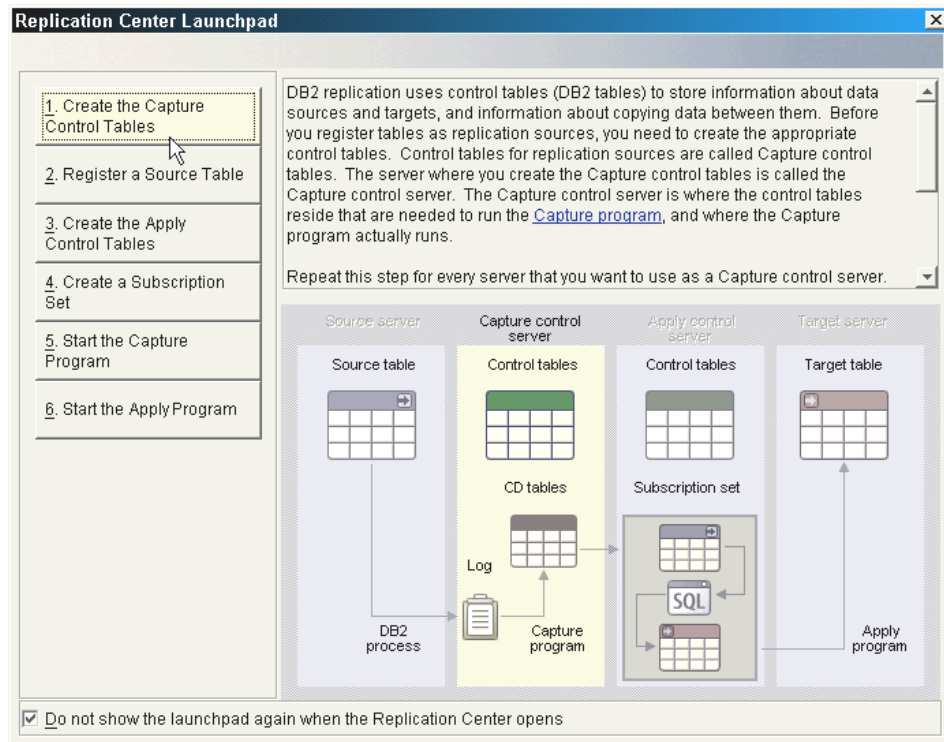 Replication Center Launchpad
1. Create the Capture
Control Tables
2. Register a Source Table
3. Create the Apply
Control Tables
4. Create a Subscription
Set
5. Start the Capture
Program
6. Start the Apply Program
DB2 replication uses control tables (DB2 tables) to store information about data
sources and targets, and information about copying data between them. Before
you register tables as replication sources, you need to create the appropriate
control tables. Control tables for replication sources are called Capture control
tables. The server where you create the Capture control tables is called the
Capture control server. The Capture control server is where the control tables
reside that are needed to run the Capture program, and where the Capture
program actually runs.
Repeat this step for every server that you want to use as a Capture control server.
Source server
Capture control
server
Apply control
server
Target server
Source table
Control tables
Control tables
Target table
CD tables
Subscription set
Log
SQL
DB2
process
Capture
program
Apply
program
Do not show the launchpad again when the Replication Center opens